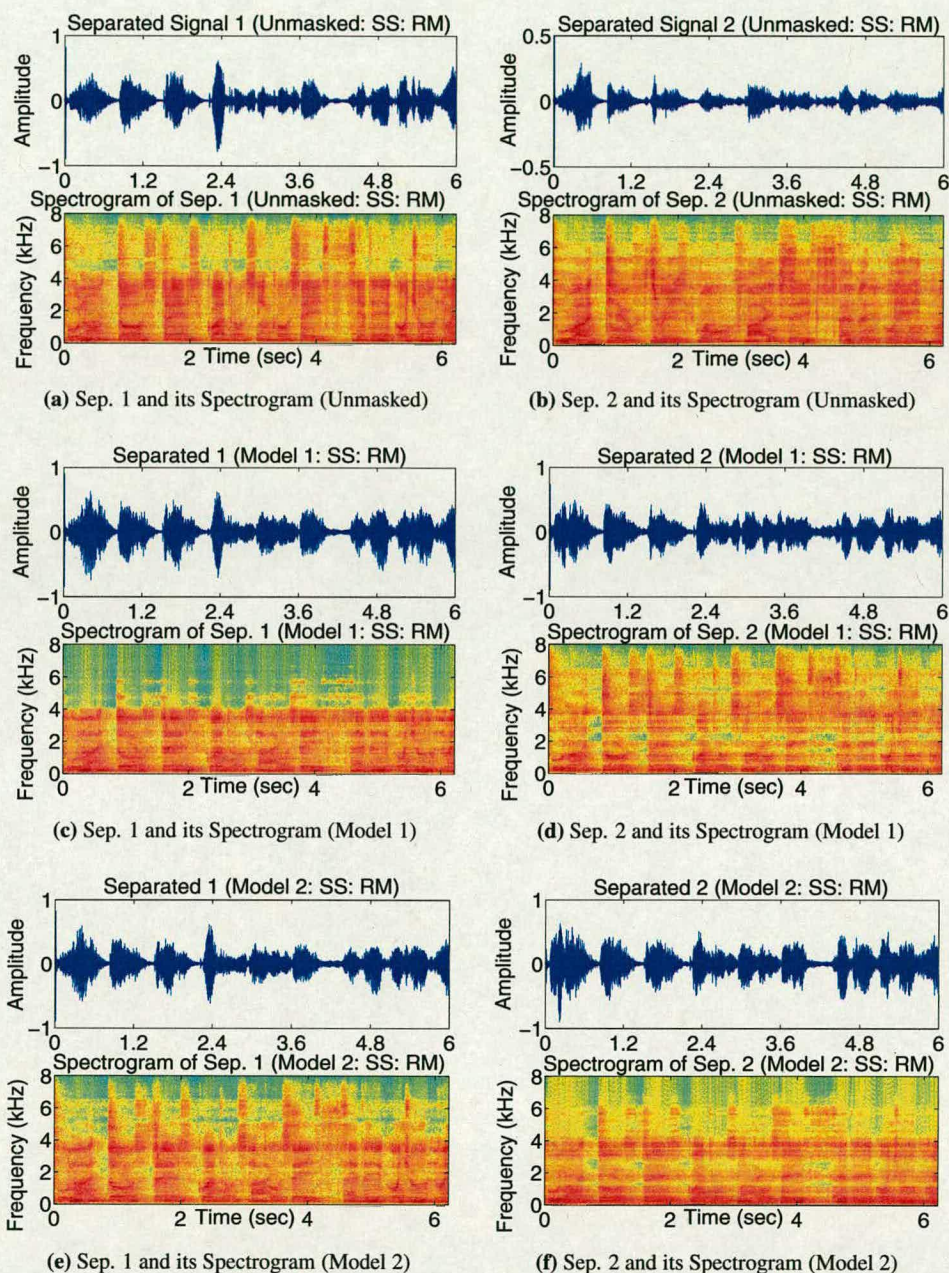 Separated Signal 1 (Unmasked: SS: RM)
Amplitude
1
0
−1
0 1.2 2.4 3.6 4.8 6
Spectrogram of Sep. 1 (Unmasked: SS: RM)
Frequency (kHz)
8
6
4
2
0
0 2 Time (sec) 4 6
(a) Sep. 1 and its Spectrogram (Unmasked)
Separated Signal 2 (Unmasked: SS: RM)
Amplitude
0.5
0
−0.5
0 1.2 2.4 3.6 4.8 6
Spectrogram of Sep. 2 (Unmasked: SS: RM)
Frequency (kHz)
8
6
4
2
0
0 2 Time (sec) 4 6
(b) Sep. 2 and its Spectrogram (Unmasked)
Separated 1 (Model 1: SS: RM)
Amplitude
1
0
−1
0 1.2 2.4 3.6 4.8 6
Spectrogram of Sep. 1 (Model 1: SS: RM)
Frequency (kHz)
8
6
4
2
0
0 2 Time (sec) 4 6
(c) Sep. 1 and its Spectrogram (Model 1)
Separated 2 (Model 1: SS: RM)
Amplitude
1
0
−1
0 1.2 2.4 3.6 4.8 6
Spectrogram of Sep. 2 (Model 1: SS: RM)
Frequency (kHz)
8
6
4
2
0
0 2 Time (sec) 4 6
(d) Sep. 2 and its Spectrogram (Model 1)
Separated 1 (Model 2: SS: RM)
Amplitude
1
0
−1
0 1.2 2.4 3.6 4.8 6
Spectrogram of Sep. 1 (Model 2: SS: RM)
Frequency (kHz)
8
6
4
2
0
0 2 Time (sec) 4 6
(e) Sep. 1 and its Spectrogram (Model 2)
Separated 2 (Model 2: SS: RM)
Amplitude
1
0
−1
0 1.2 2.4 3.6 4.8 6
Spectrogram of Sep. 2 (Model 2: SS: RM)
Frequency (kHz)
8
6
4
2
0
0 2 Time (sec) 4 6
(f) Sep. 2 and its Spectrogram (Model 2)